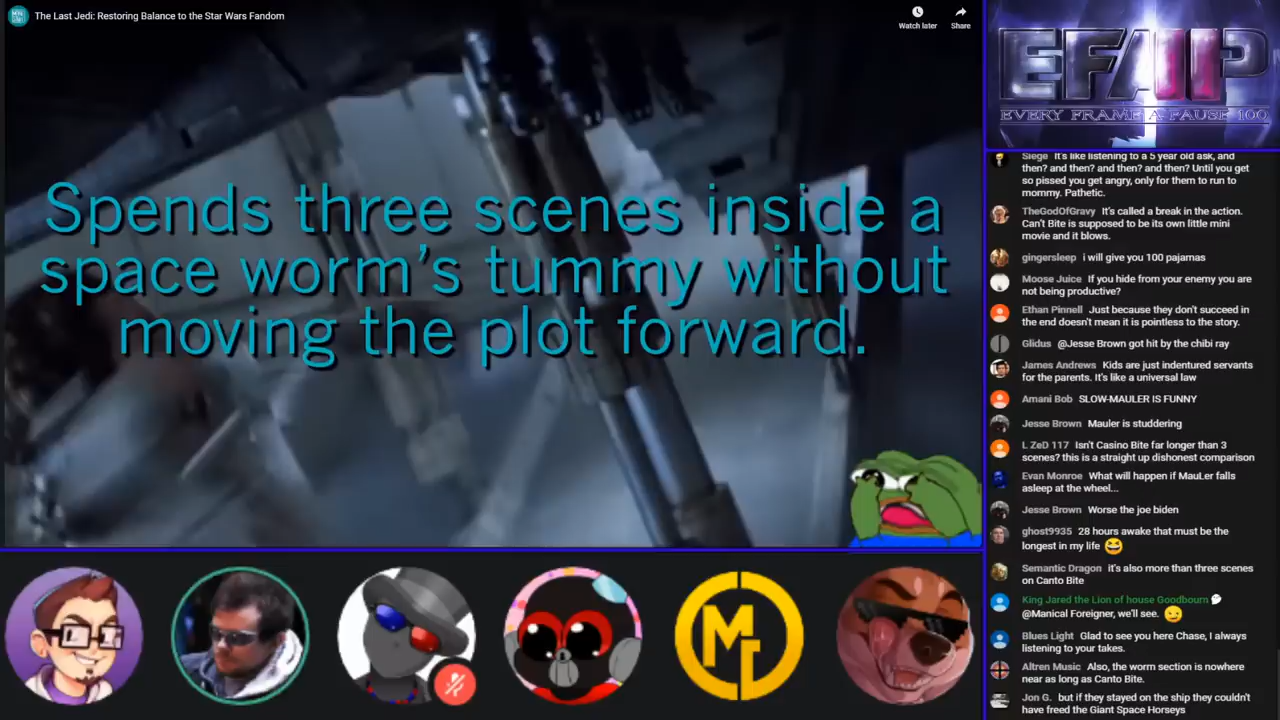 The Last Jedi: Restoring Balance to the Star Wars Fandom
Watch later
Share
Spends three scenes inside a
space worm's tummy without
moving the plot forward.
EFAP
EVERY FRAME A PAUSE 100
Siege It's like listening to a 5 year old ask, and
then? and then? and then? and then? Until you get
so pissed you get angry, only for them to run to
mommy. Pathetic.
TheGodOfGravy It's called a break in the action.
Can't Bite is supposed to be its own little mini
movie and it blows.
gingersleep i will give you 100 pajamas
Moose Juice If you hide from your enemy you are
not being productive?
Ethan Pinnell Just because they don't succeed in
the end doesn't mean it is pointless to the story.
Glidus @Jesse Brown got hit by the chibi ray
James Andrews Kids are just indentured servants
for the parents. It's like a universal law
Amani Bob SLOW-MAULER IS FUNNY
Jesse Brown Mauler is studdering
L ZeD 117 Isn't Casino Bite far longer than 3
scenes? this is a straight up dishonest comparison
Evan Monroe What will happen if MauLer falls
asleep at the wheel...
Jesse Brown Worse the joe biden
ghost9935 28 hours awake that must be the
longest in my life
Semantic Dragon it's also more than three scenes
on Canto Bite
King Jared the Lion of house Goodbourn
@Manical Foreigner, we'll see.
Blues Light Glad to see you here Chase, I always
listening to your takes.
Altren Music Also, the worm section is nowhere
near as long as Canto Bite.
Jon G. but if they stayed on the ship they couldn't
have freed the Giant Space Horseys